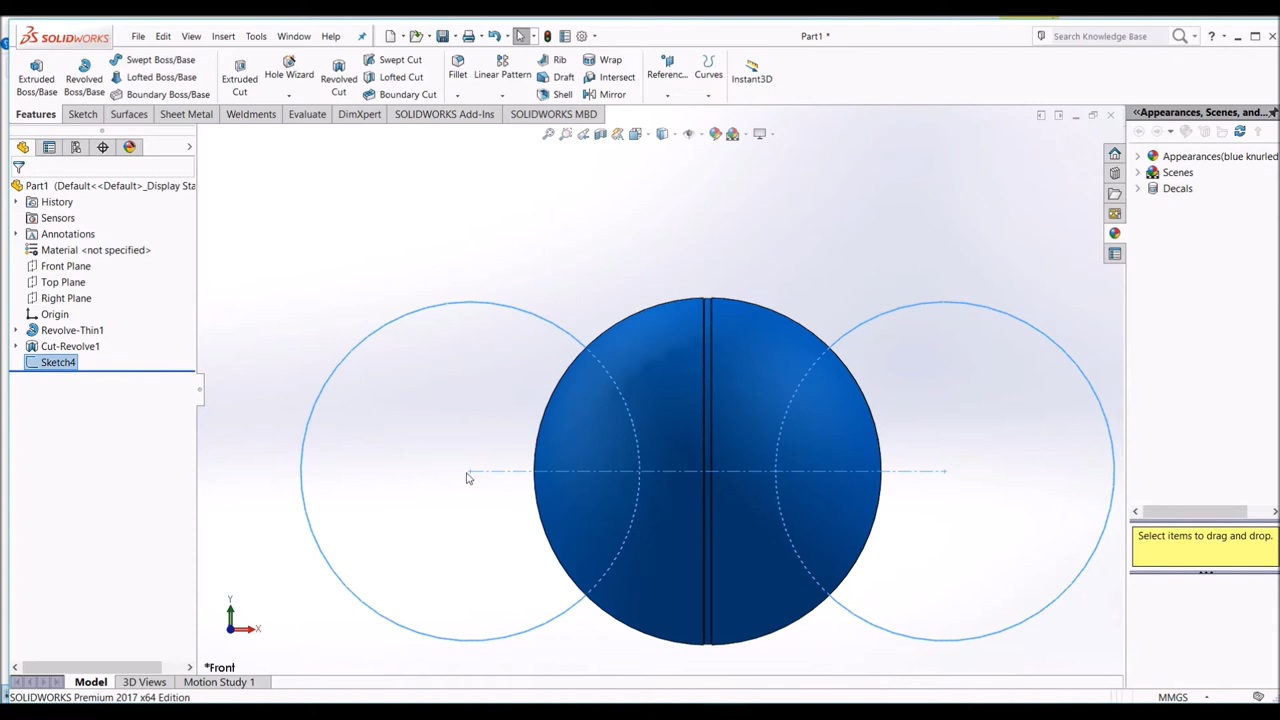 SOLIDWORKS File Edit View Insert Tools Window Help Part1 * Search Knowledge Base ?
Extruded Boss/Base Revolved Boss/Base Swept Boss/Base Lofted Boss/Base Boundary Boss/Base Extruded Cut Hole Wizard Revolved Cut Swept Cut Lofted Cut Boundary Cut Fillet Linear Pattern Rib Draft Shell Wrap Intersect Mirror Referenc... Curves Instant3D
Features Sketch Surfaces Sheet Metal Weldments Evaluate DimXpert SOLIDWORKS Add-Ins SOLIDWORKS MBD
Appearances, Scenes, and...
Appearances(blue knurled
Scenes
Decals
Part1 (Default<<Default>_Display Sta
History
Sensors
Annotations
Material <not specified>
Front Plane
Top Plane
Right Plane
Origin
Revolve-Thin1
Cut-Revolve1
Sketch4
Select items to drag and drop.
Y
X
*Front
Model 3D Views Motion Study 1
SOLIDWORKS Premium 2017 x64 Edition MMGS